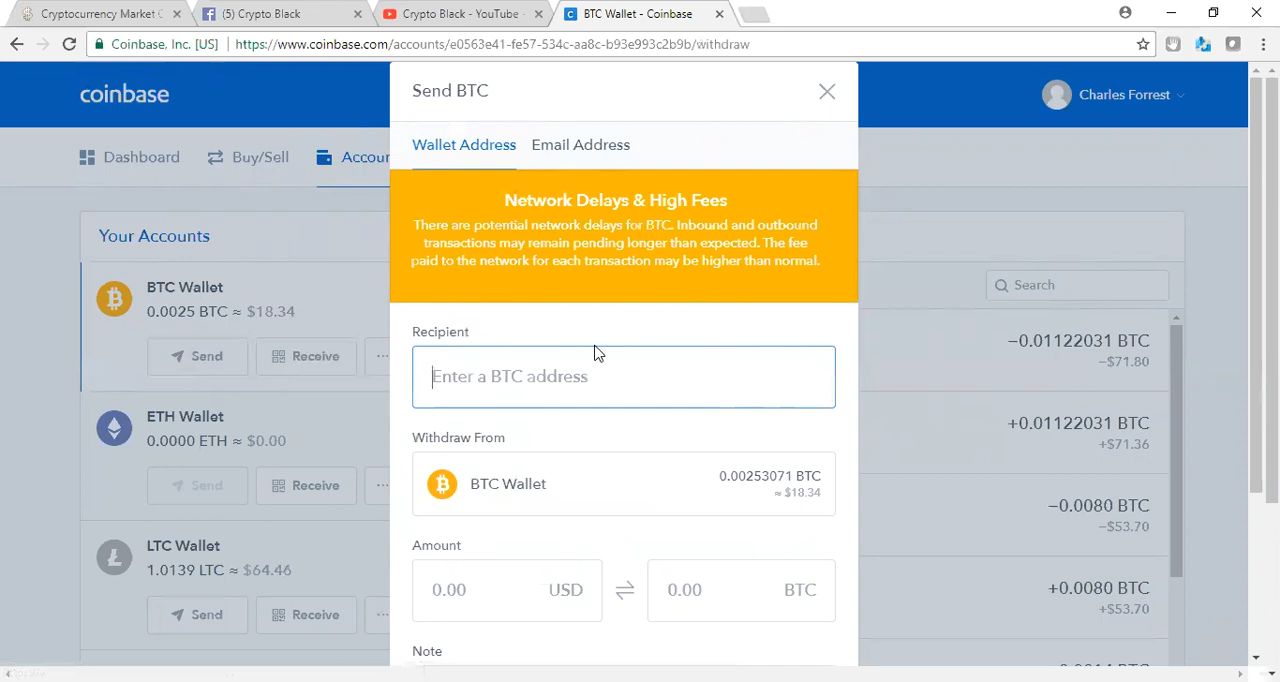 Cryptocurrency Market C
(5) Crypto Black
Crypto Black - YouTube
BTC Wallet - Coinbase
Coinbase, Inc. [US] https://www.coinbase.com/accounts/e0563e41-fe57-534c-aa8c-b93e993c2b9b/withdraw
coinbase
Charles Forrest
Dashboard
Buy/Sell
Accoun
Send BTC
Wallet Address
Email Address
Network Delays & High Fees
There are potential network delays for BTC. Inbound and outbound
transactions may remain pending longer than expected. The fee
paid to the network for each transaction may be higher than normal.
Recipient
Enter a BTC address
Withdraw From
BTC Wallet
0.00253071 BTC
≈ $18.34
Amount
0.00 USD
0.00 BTC
Note
Your Accounts
BTC Wallet
0.0025 BTC ≈ $18.34
Send
Receive
ETH Wallet
0.0000 ETH ≈ $0.00
Send
Receive
LTC Wallet
1.0139 LTC ≈ $64.46
Send
Receive
Search
−0.01122031 BTC
−$71.80
+0.01122031 BTC
+$71.36
−0.0080 BTC
−$53.70
+0.0080 BTC
+$53.70